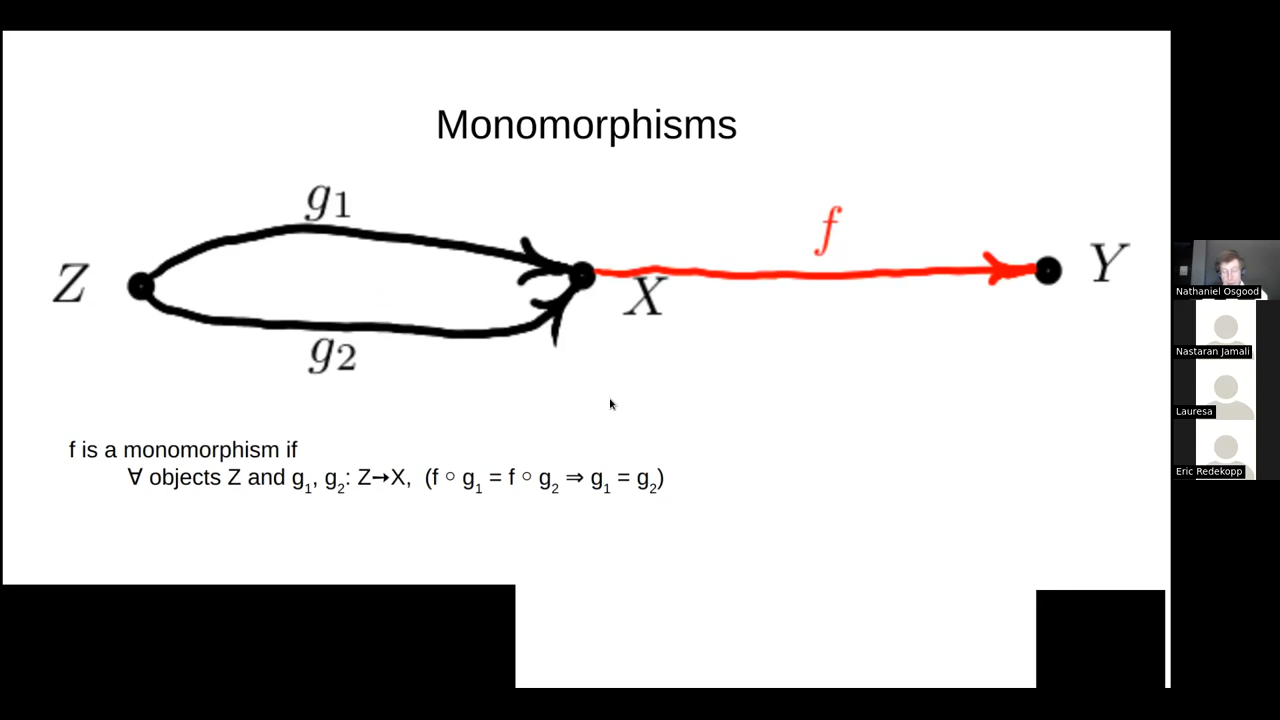 Monomorphisms
g1
f
Z
X
Y
g2
f is a monomorphism if
∀ objects Z and g1, g2: Z→X, (f ○ g1 = f ○ g2 ⇒ g1 = g2)
Nathaniel Osgood
Nastaran Jamali
Lauresa
Eric Redekopp